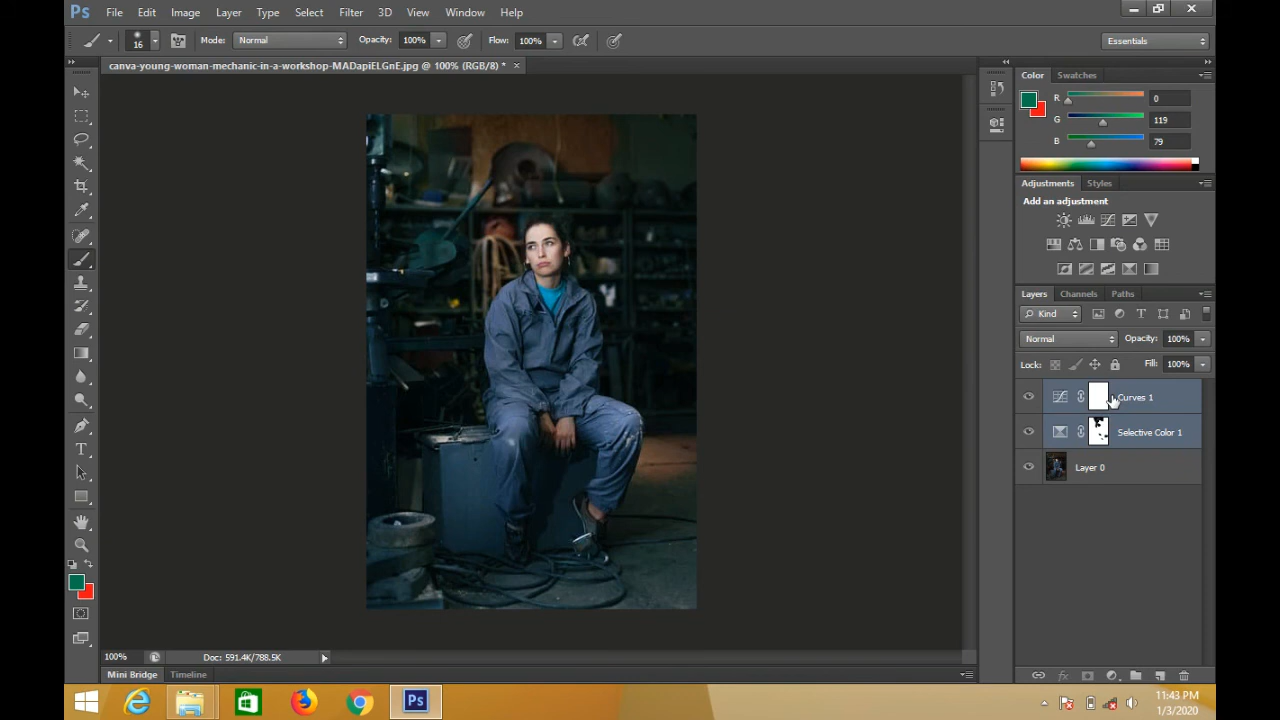 Ps File Edit Image Layer Type Select Filter 3D View Window Help
16 Mode: Normal Opacity: 100% Flow: 100% Essentials
canva-young-woman-mechanic-in-a-workshop-MADapiELGnE.jpg @ 100% (RGB/8) * ×
Color Swatches
R 0
G 119
B 79
Adjustments Styles
Add an adjustment
Layers Channels Paths
Kind T
Normal Opacity: 100%
Lock: Fill: 100%
Curves 1
Selective Color 1
Layer 0
100% Doc: 591.4K/788.5K
Mini Bridge Timeline
Ps
11:43 PM
1/3/2020